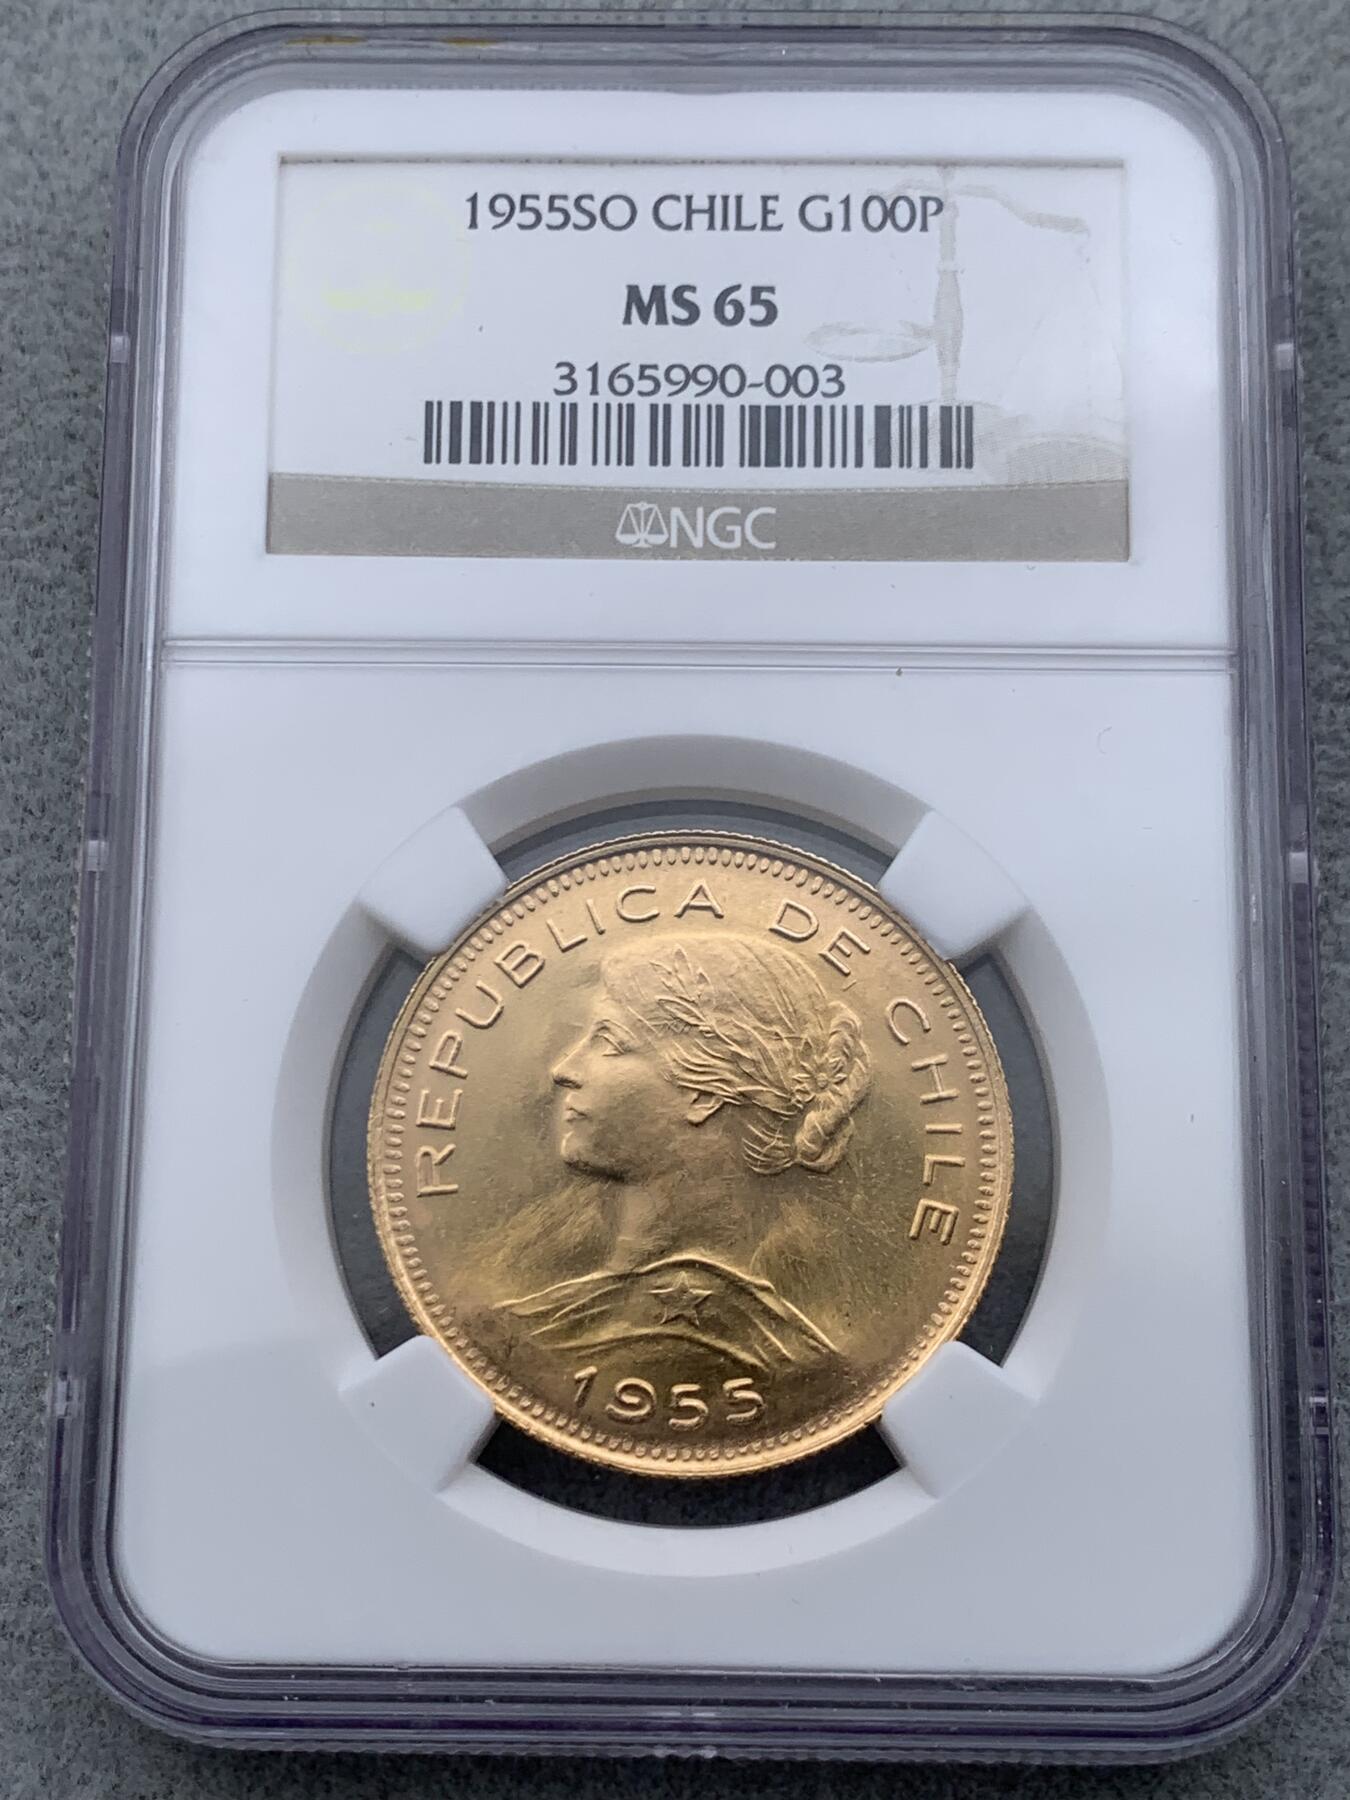 1955SO CHILE G100P
MS 65
3165990-003
NGC
REPUBLICA DE CHILE
1955